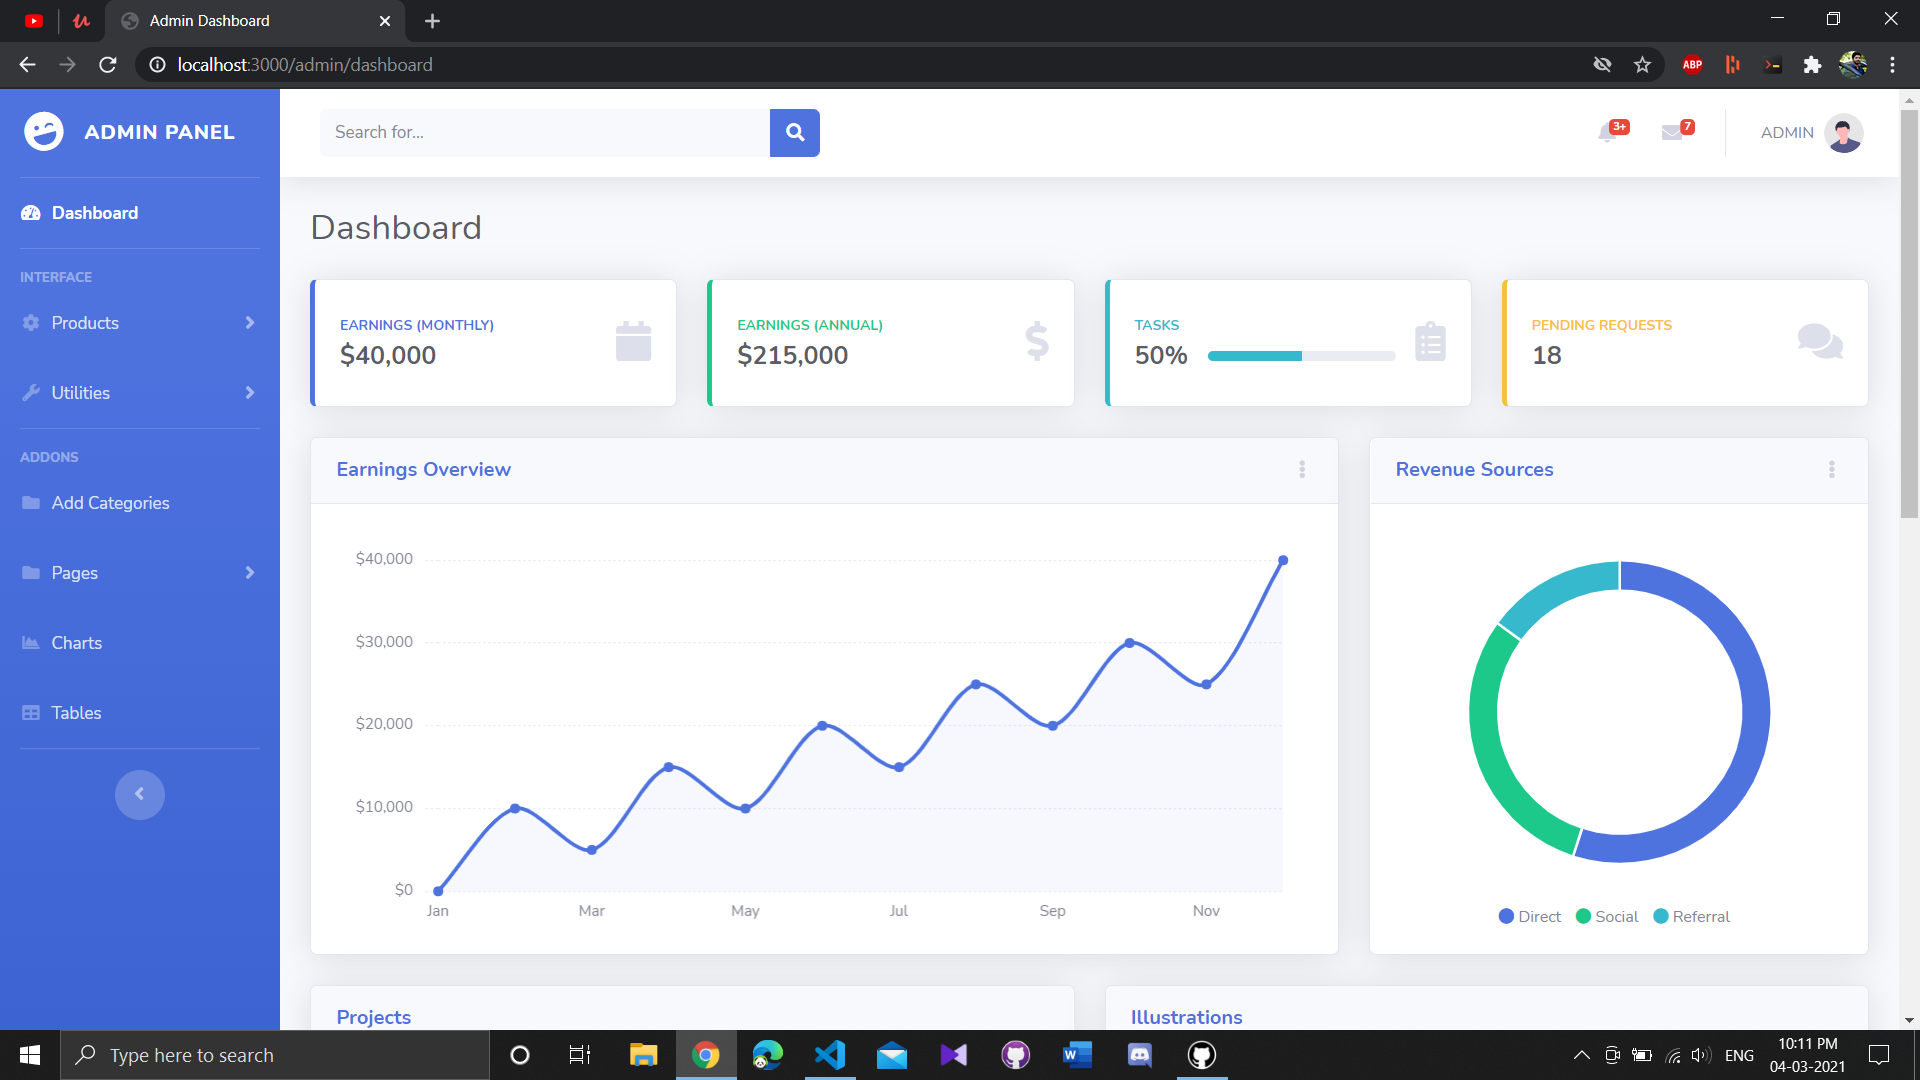 Admin Dashboard
localhost:3000/admin/dashboard
ABP
ADMIN PANEL
Search for...
3+
7
ADMIN
Dashboard
INTERFACE
Products
Utilities
ADDONS
Add Categories
Pages
Charts
Tables
Dashboard
EARNINGS (MONTHLY)
$40,000
EARNINGS (ANNUAL)
$215,000
TASKS
50%
PENDING REQUESTS
18
Earnings Overview
$40,000
$30,000
$20,000
$10,000
$0
Jan Mar May Jul Sep Nov
Revenue Sources
Direct Social Referral
Projects
Illustrations
Type here to search
ENG
10:11 PM
04-03-2021